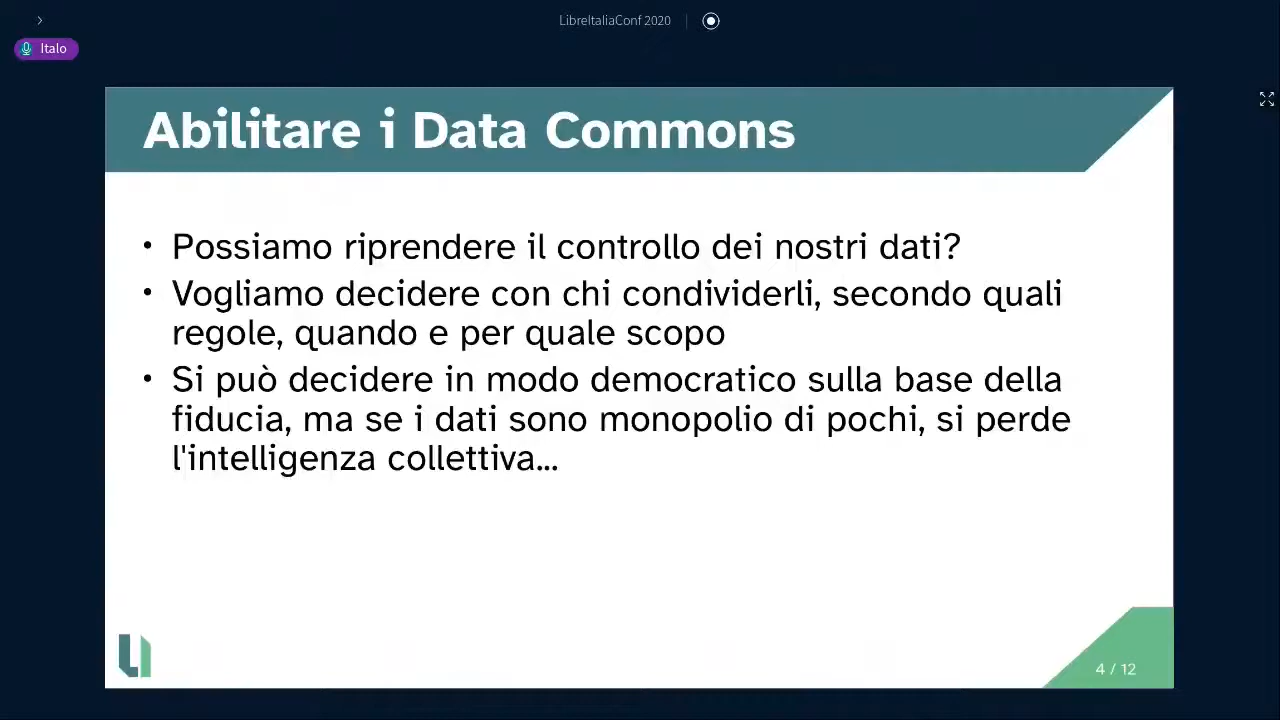 LibreItaliaConf 2020
Italo
Abilitare i Data Commons
• Possiamo riprendere il controllo dei nostri dati?
• Vogliamo decidere con chi condividerli, secondo quali
regole, quando e per quale scopo
• Si può decidere in modo democratico sulla base della
fiducia, ma se i dati sono monopolio di pochi, si perde
l'intelligenza collettiva...
4 / 12